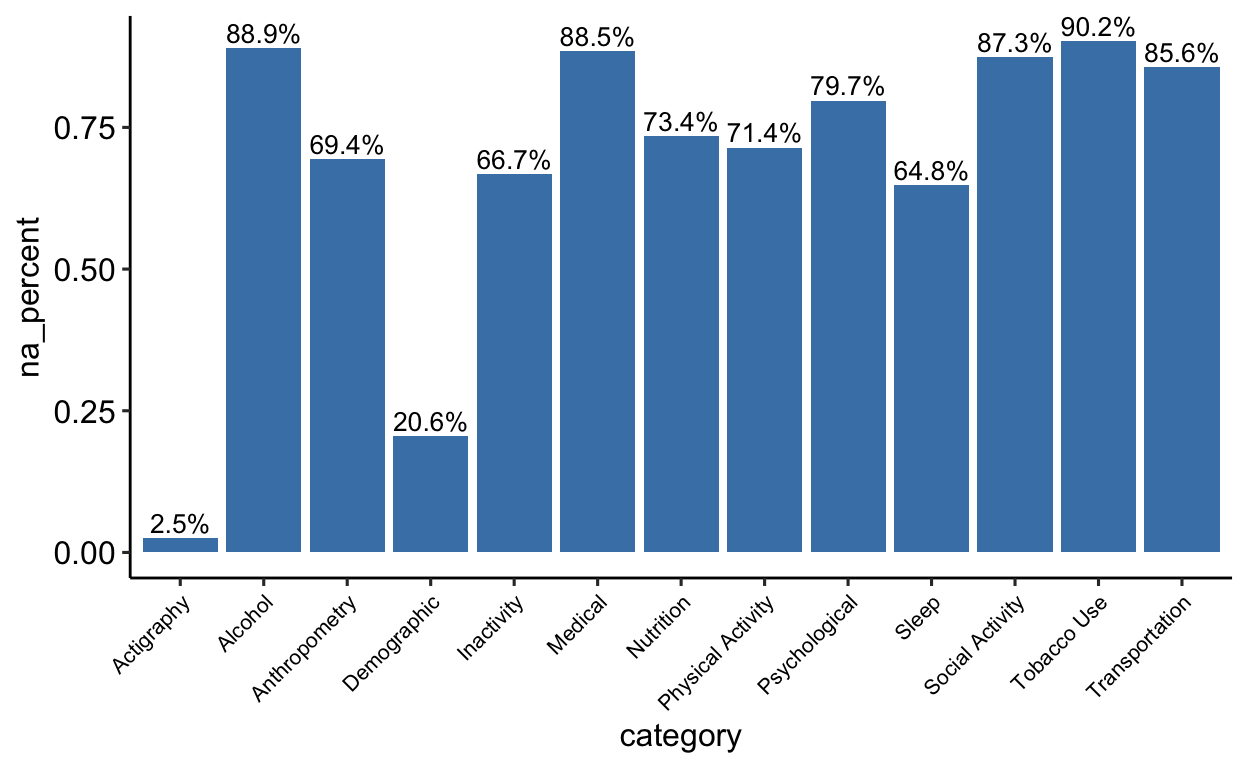 88.9%
88.5%
87.3%
90.2%
85.6%
79.7%
73.4%
71.4%
69.4%
66.7%
64.8%
20.6%
2.5%
0.75
0.50
0.25
0.00
na_percent
Actigraphy
Alcohol
Anthropometry
Demographic
Inactivity
Medical
Nutrition
Physical Activity
Psychological
Sleep
Social Activity
Tobacco Use
Transportation
category